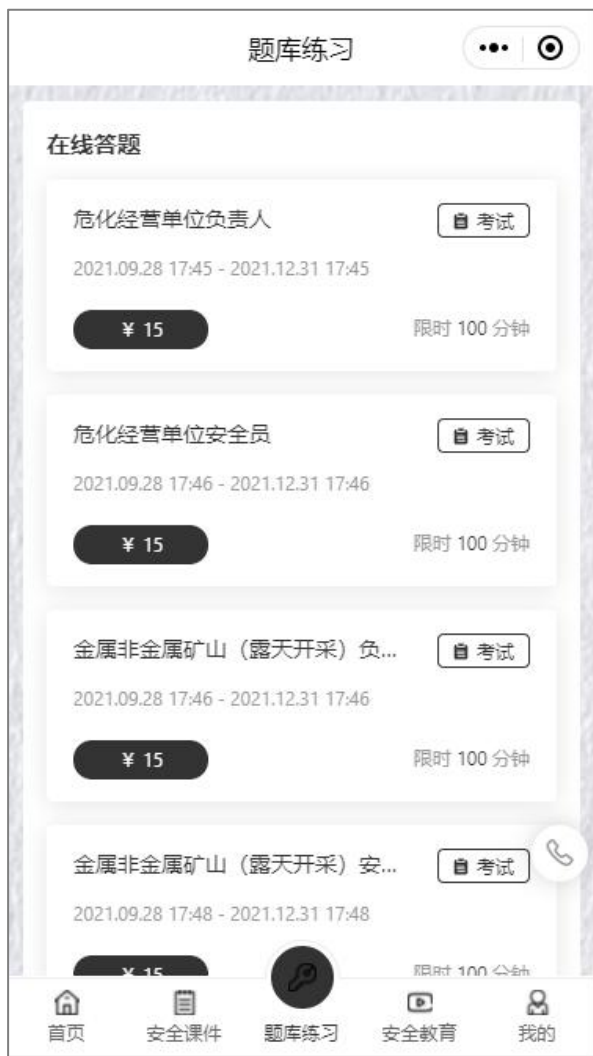 题库练习
在线答题
危化经营单位负责人
考试
2021.09.28 17:45 - 2021.12.31 17:45
¥ 15
限时 100 分钟
危化经营单位安全员
考试
2021.09.28 17:46 - 2021.12.31 17:46
¥ 15
限时 100 分钟
金属非金属矿山（露天开采）负...
考试
2021.09.28 17:46 - 2021.12.31 17:46
¥ 15
限时 100 分钟
金属非金属矿山（露天开采）安...
考试
2021.09.28 17:48 - 2021.12.31 17:48
¥ 15
限时 100 分钟
首页
安全课件
题库练习
安全教育
我的